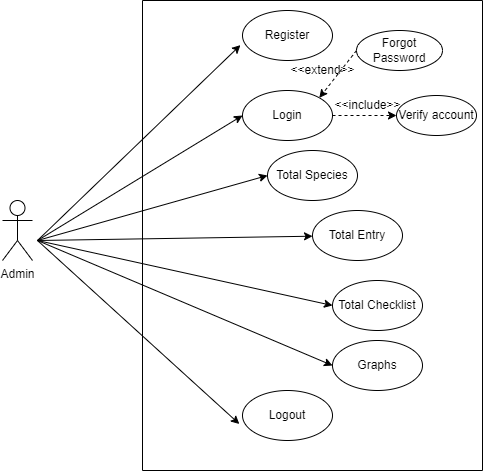 Register
Forgot
Password
<<extend>>
<<include>>
Login
Verify account
Total Species
Total Entry
Admin
Total Checklist
Graphs
Logout